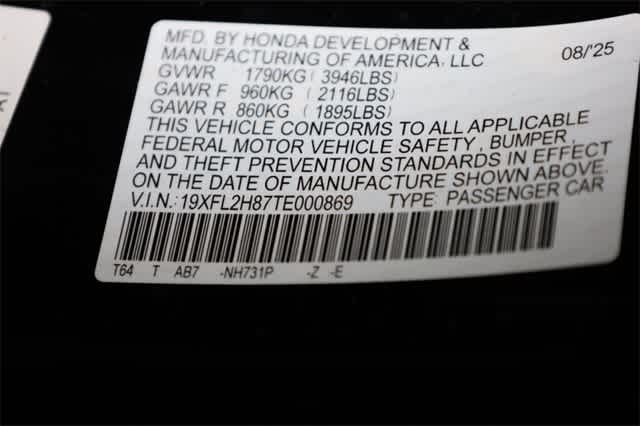 MFD. BY HONDA DEVELOPMENT &
MANUFACTURING OF AMERICA, LLC 08/'25
GVWR 1790KG ( 3946LBS)
GAWR F 960KG ( 2116LBS)
GAWR R 860KG ( 1895LBS)
THIS VEHICLE CONFORMS TO ALL APPLICABLE
FEDERAL MOTOR VEHICLE SAFETY, BUMPER,
AND THEFT PREVENTION STANDARDS IN EFFECT
ON THE DATE OF MANUFACTURE SHOWN ABOVE.
V.I.N.:19XFL2H87TE000869 TYPE: PASSENGER CAR
T64 T AB7 -NH731P -Z -E